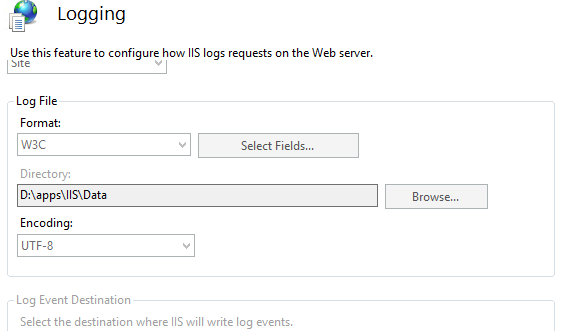 Logging
Use this feature to configure how IIS logs requests on the Web server.
Site
Log File
Format:
W3C
Select Fields...
Directory:
D:\apps\IIS\Data
Browse...
Encoding:
UTF-8
Log Event Destination
Select the destination where IIS will write log events.